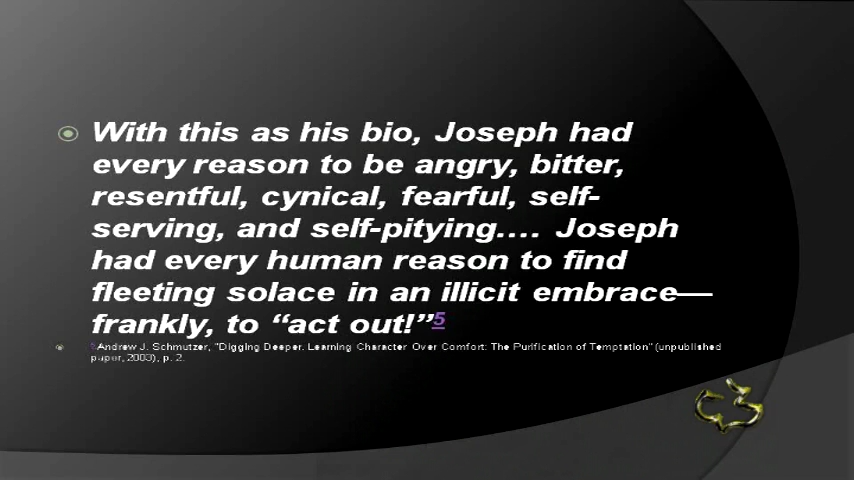 With this as his bio, Joseph had
every reason to be angry, bitter,
resentful, cynical, fearful, self-
serving, and self-pitying.... Joseph
had every human reason to find
fleeting solace in an illicit embrace—
frankly, to “act out!”5
5Andrew J. Schmutzer, "Digging Deeper. Learning Character Over Comfort: The Purification of Temptation" (unpublished
paper, 2003), p. 2.